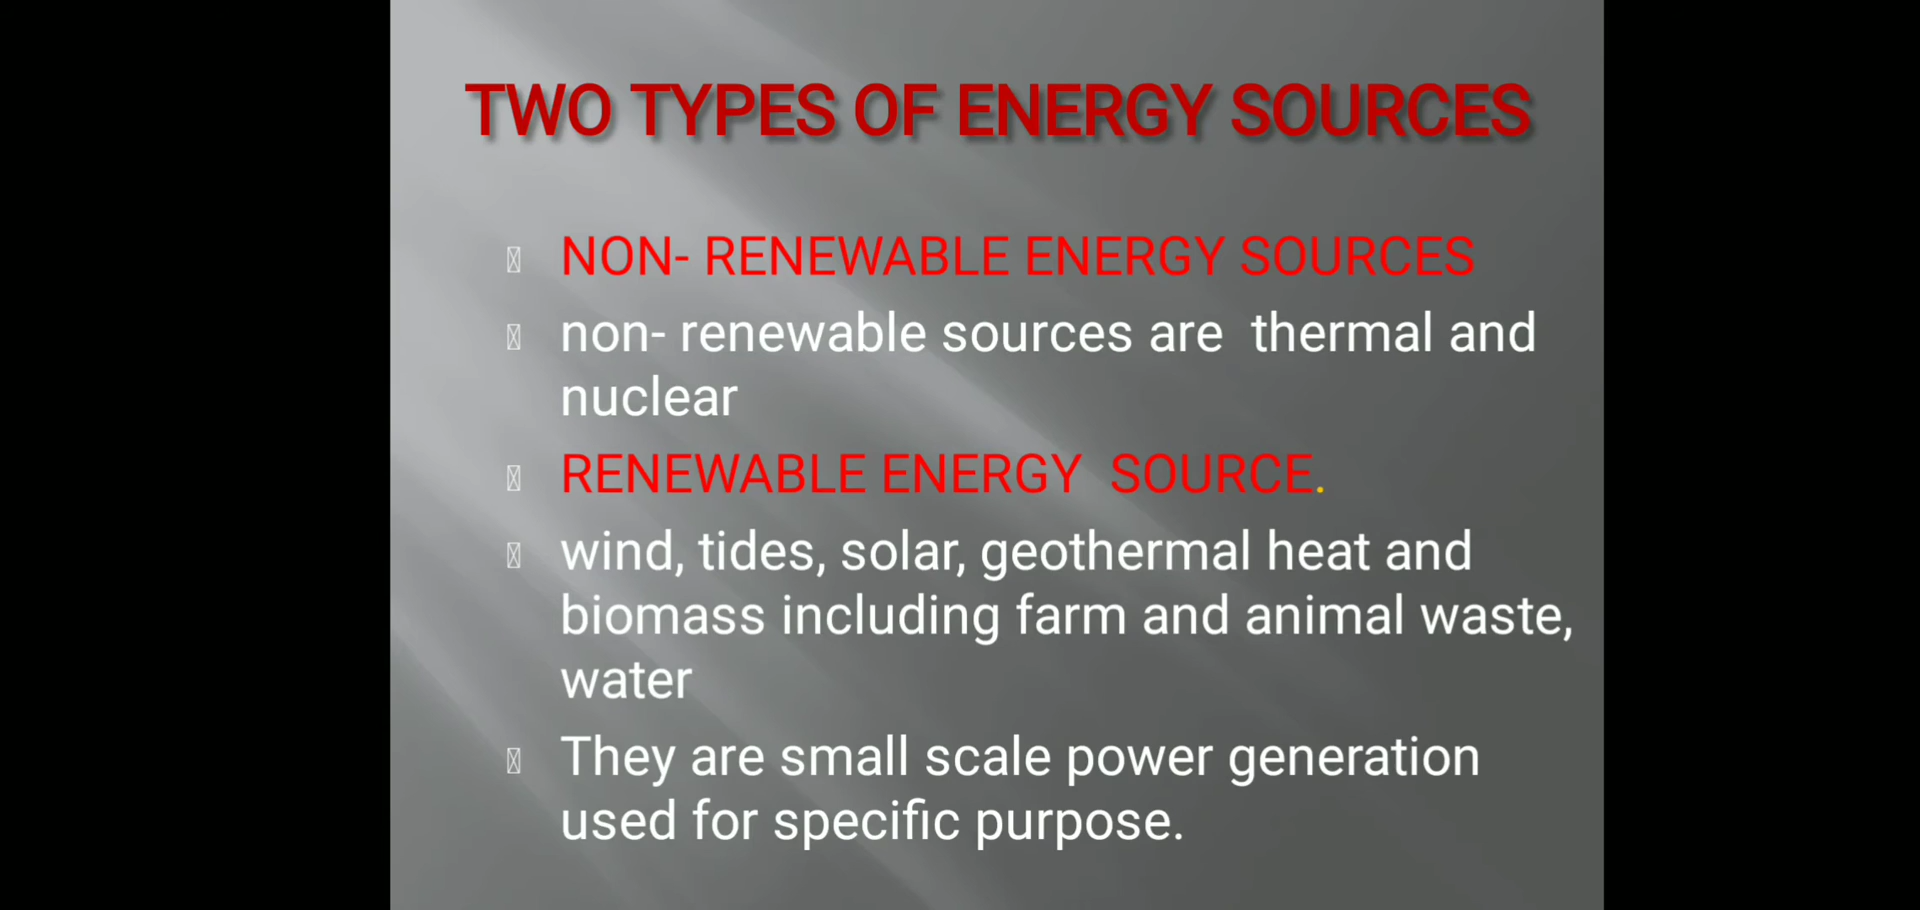 TWO TYPES OF ENERGY SOURCES
NON- RENEWABLE ENERGY SOURCES
non- renewable sources are  thermal and
nuclear
RENEWABLE ENERGY  SOURCE.
wind, tides, solar, geothermal heat and
biomass including farm and animal waste,
water
They are small scale power generation
used for specific purpose.